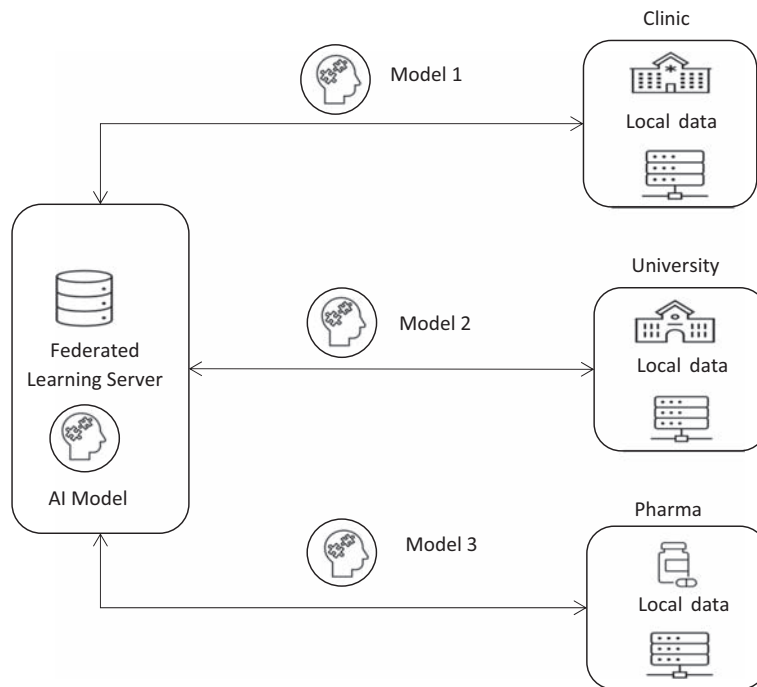 Clinic
Model 1
Local data
University
Model 2
Local data
Federated
Learning Server
AI Model
Pharma
Model 3
Local data